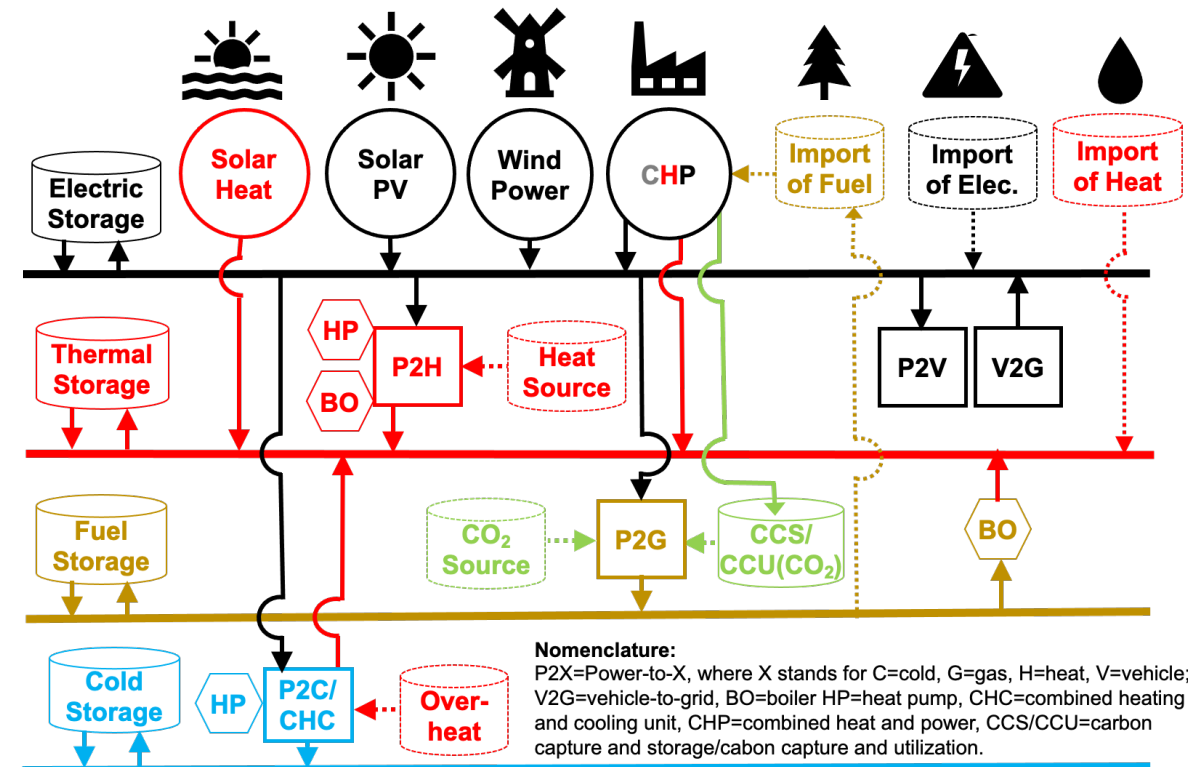 Solar
Heat
Solar
PV
Wind
Power
CHP
Import
of Fuel
Import
of Elec.
Import
of Heat
Electric
Storage
Thermal
Storage
HP
BO
P2H
Heat
Source
P2V
V2G
Fuel
Storage
CO₂
Source
P2G
CCS/
CCU(CO₂)
BO
Cold
Storage
HP
P2C/
CHC
Over-
heat
Nomenclature:
P2X=Power-to-X, where X stands for C=cold, G=gas, H=heat, V=vehicle;
V2G=vehicle-to-grid, BO=boiler HP=heat pump, CHC=combined heating
and cooling unit, CHP=combined heat and power, CCS/CCU=carbon
capture and storage/cabon capture and utilization.